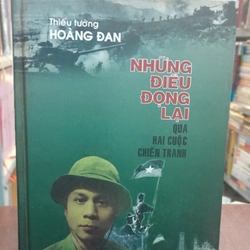 Thiếu tướng
HOÀNG ĐAN
NHỮNG
ĐIỀU
ĐỌNG
LẠI
QUA
HAI CUỘC
CHIẾN TRANH